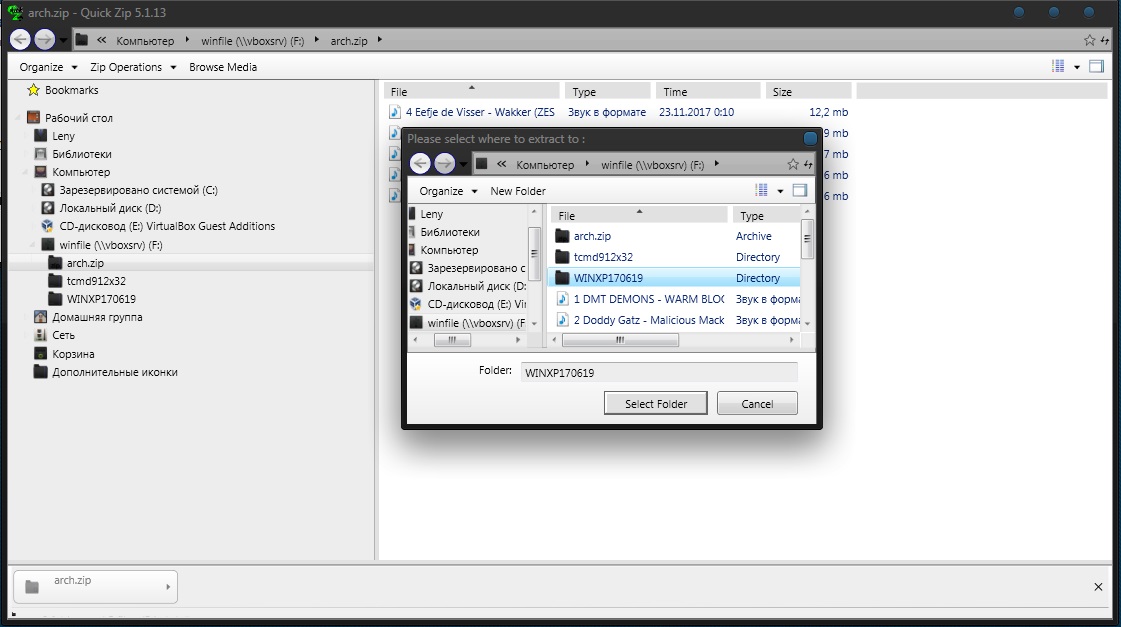 arch.zip - Quick Zip 5.1.13
« Компьютер winfile (\\vboxsrv) (F:) arch.zip
Organize Zip Operations Browse Media
Bookmarks
Рабочий стол
Leny
Библиотеки
Компьютер
Зарезервировано системой (C:)
Локальный диск (D:)
CD-дисковод (E:) VirtualBox Guest Additions
winfile (\\vboxsrv) (F:)
arch.zip
tcmd912x32
WINXP170619
Домашняя группа
Сеть
Корзина
Дополнительные иконки
File Type Time Size
4 Eefje de Visser - Wakker (ZES Звук в формате 23.11.2017 0:10 12,2 mb
9 mb
7 mb
6 mb
6 mb
Please select where to extract to :
« Компьютер winfile (\\vboxsrv) (F:)
Organize New Folder
Leny
Библиотеки
Компьютер
Зарезервировано с
Локальный диск (D:
CD-дисковод (E:) Vir
winfile (\\vboxsrv) (F
File Type
arch.zip Archive
tcmd912x32 Directory
WINXP170619 Directory
1 DMT DEMONS - WARM BLOC Звук в форма
2 Doddy Gatz - Malicious Mack Звук в форма
Folder: WINXP170619
Select Folder Cancel
arch.zip